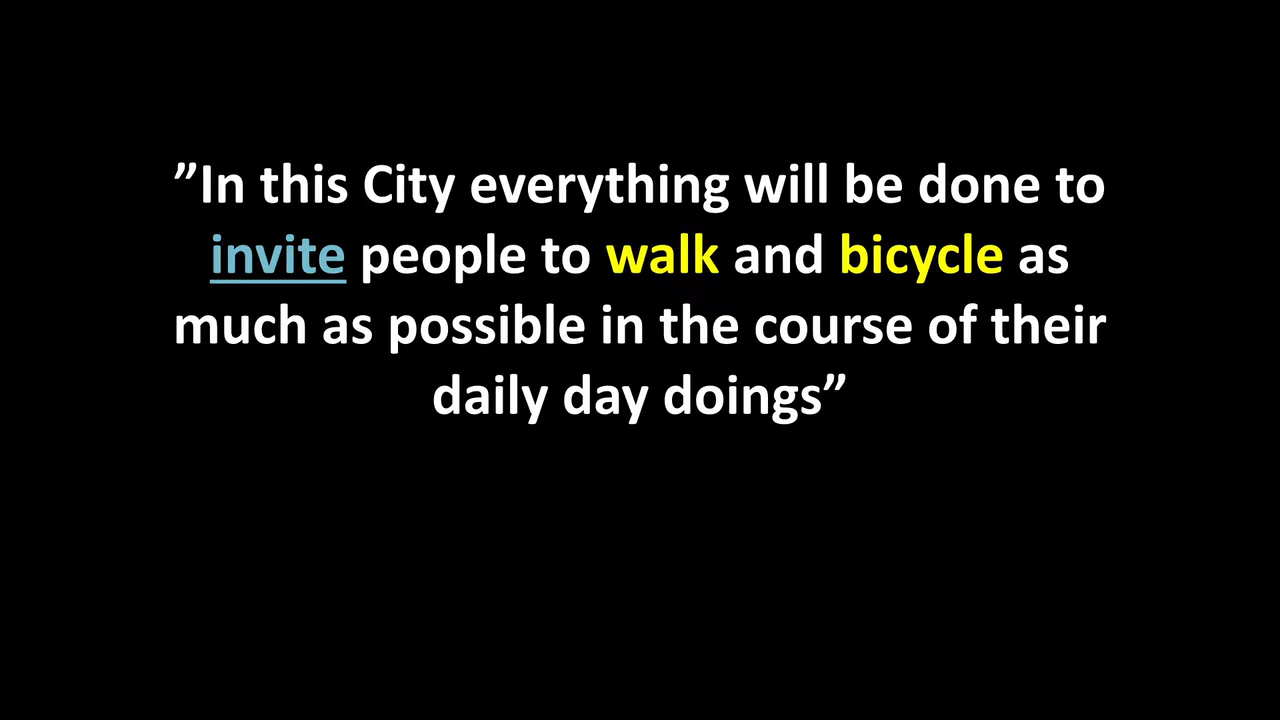 ”In this City everything will be done to
invite people to walk and bicycle as
much as possible in the course of their
daily day doings”